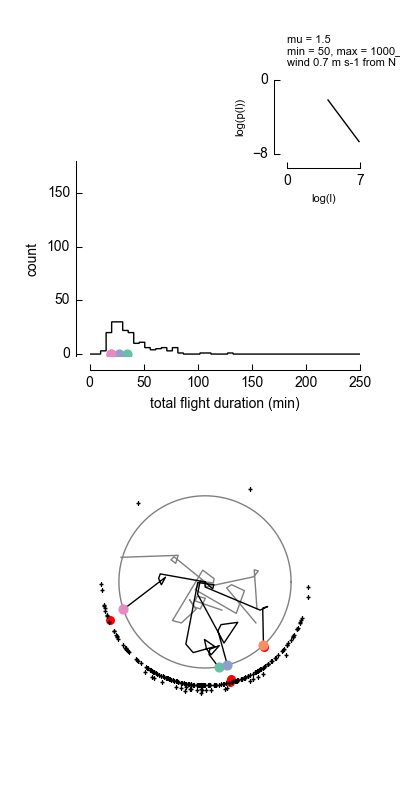 mu = 1.5
min = 50, max = 1000_
wind 0.7 m s-1 from N
0
log(p(l))
−8
0
7
log(l)
150
100
count
50
0
0
50
100
150
200
250
total flight duration (min)